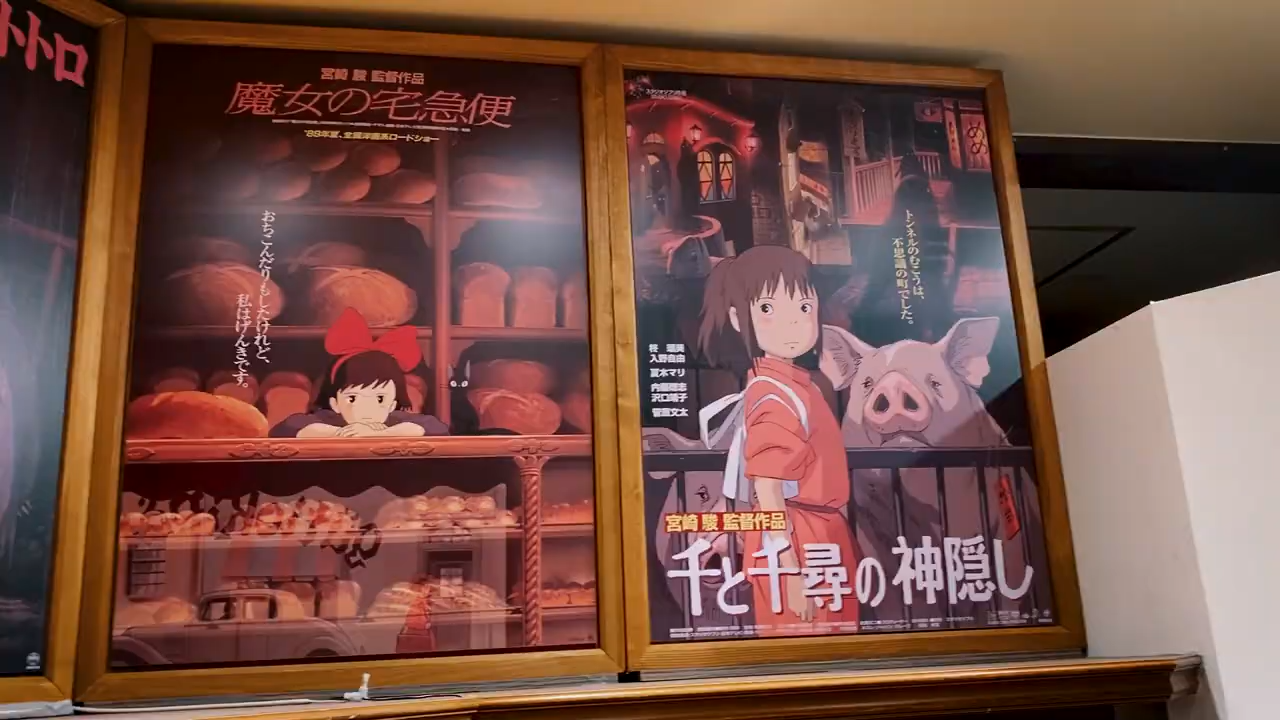 トトロ
宮崎 駿 監督作品
魔女の宅急便
'89年夏、全国洋画系ロードショー
おちこんだりもしたけれど、
私はげんきです。
めめ
トンネルのむこうは、
不思議の町でした。
柊 瑠美
入野自由
夏木マリ
内藤剛志
沢口靖子
菅原文太
宮崎 駿 監督作品
千と千尋の神隠し